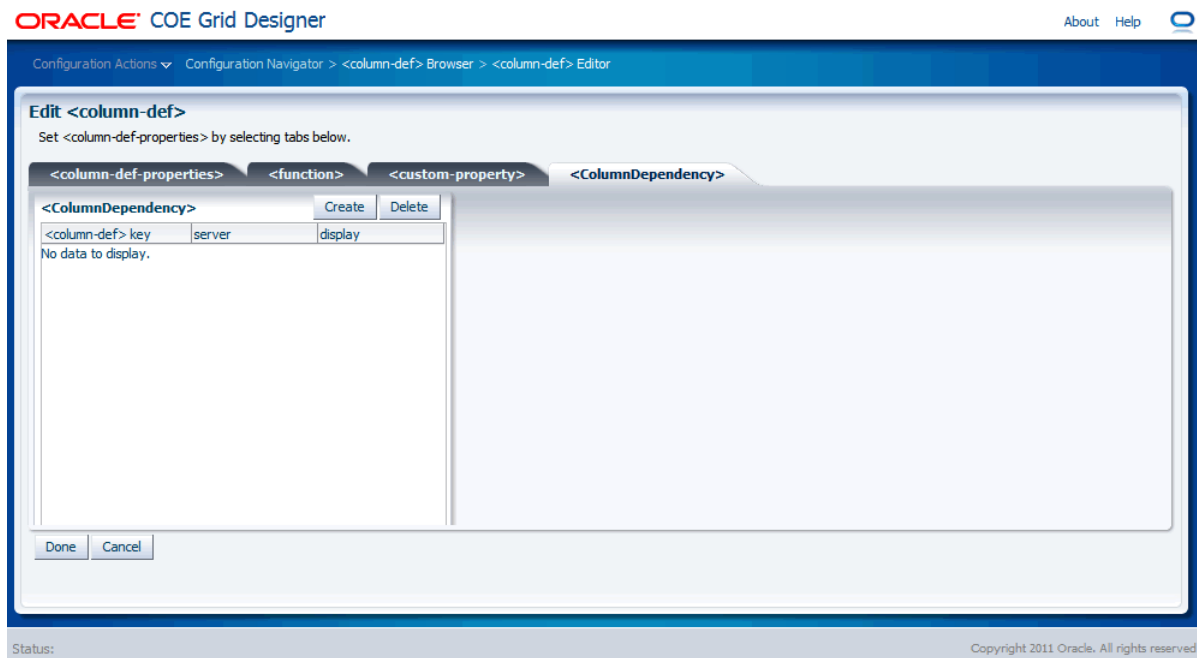 ORACLE COE Grid Designer About Help
Configuration Actions Configuration Navigator > <column-def> Browser > <column-def> Editor
Edit <column-def>
Set <column-def-properties> by selecting tabs below.
<column-def-properties> <function> <custom-property> <ColumnDependency>
<ColumnDependency> Create Delete
<column-def> key server display
No data to display.
Done Cancel
Status: Copyright 2011 Oracle. All rights reserved